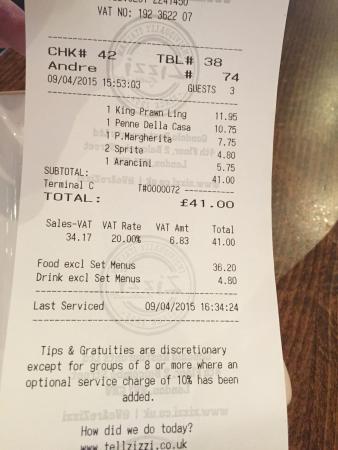 VAT NO: 192 3622 07
CHK# 42 TBL# 38
Andre # 74
09/04/2015 15:53:03 GUESTS 3
1 King Prawn Ling 11.95
1 Penne Della Casa 10.75
1 P.Margherita 7.75
2 Sprite 4.80
1 Arancini 5.75
SUBTOTAL: 41.00
Terminal C T#0000072
TOTAL: £41.00
Sales-VAT VAT Rate VAT Amt Total
34.17 20.00% 6.83 41.00
Food excl Set Menus 36.20
Drink excl Set Menus 4.80
Last Serviced 09/04/2015 16:34:24
Tips & Gratuities are discretionary
except for groups of 8 or more where an
optional service charge of 10% has been
added.
How did we do today?
www.tellzizzi.co.uk